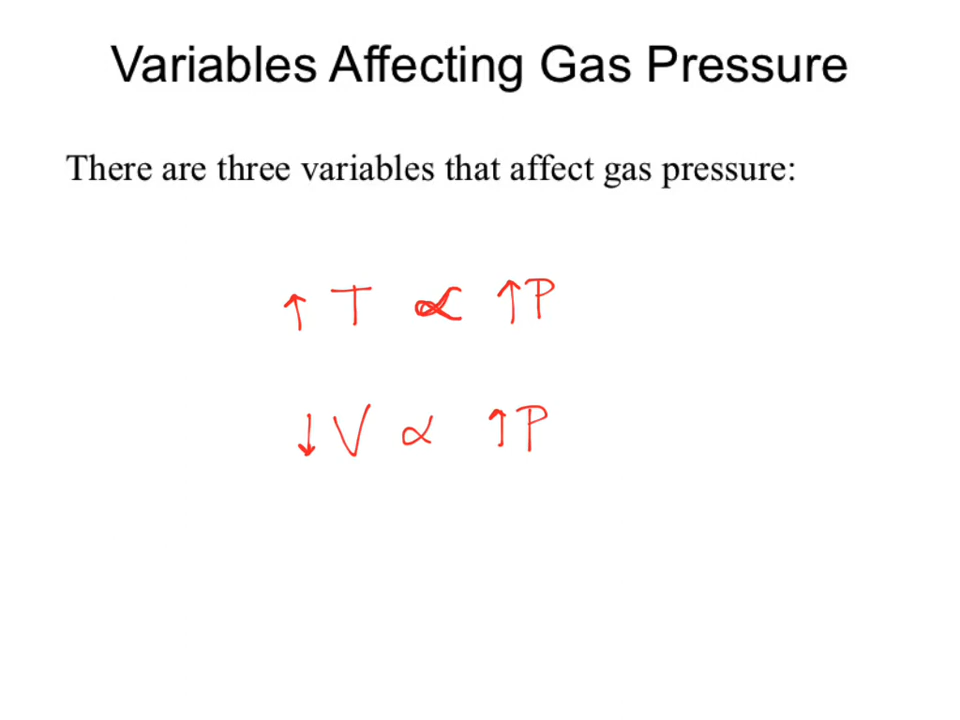 Variables Affecting Gas Pressure
There are three variables that affect gas pressure:
↑ T ∝ ↑P
↓ V ∝ ↑P